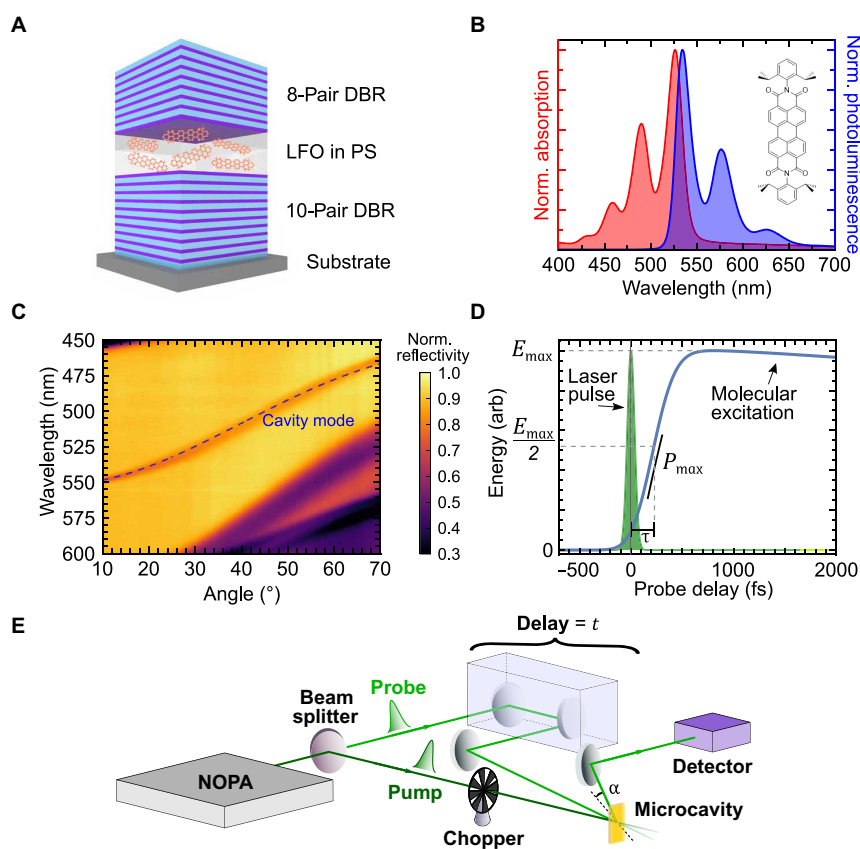 A
8-Pair DBR
LFO in PS
10-Pair DBR
Substrate
B
Norm. absorption
Norm. photoluminescence
N
O
O
O
O
N
400 450 500 550 600 650 700
Wavelength (nm)
C
Norm.
reflectivity
450
475
500
525
550
575
600
Wavelength (nm)
Cavity mode
10 20 30 40 50 60 70
Angle (°)
1.0
0.9
0.8
0.7
0.6
0.5
0.4
0.3
D
Energy (arb)
Emax
Emax
2
0
Laser
pulse
Molecular
excitation
Pmax
τ
−500 0 500 1000 1500 2000
Probe delay (fs)
E
Delay = t
Beam
splitter
Probe
NOPA
Pump
Chopper
α
Detector
Microcavity